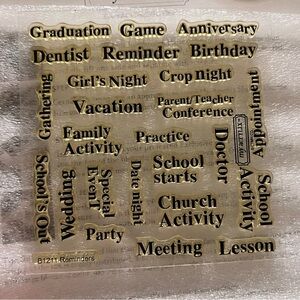 Graduation Game Anniversary
Dentist Reminder Birthday
Girl's Night Crop night
Gathering
Vacation
Parent/Teacher
Conference
Appointment
Family
Activity
Practice
Doctor
School's Out
Wedding
Special
Event
Date night
School
starts
School
Activity
Church
Activity
Party
Meeting Lesson
B1211 Reminders